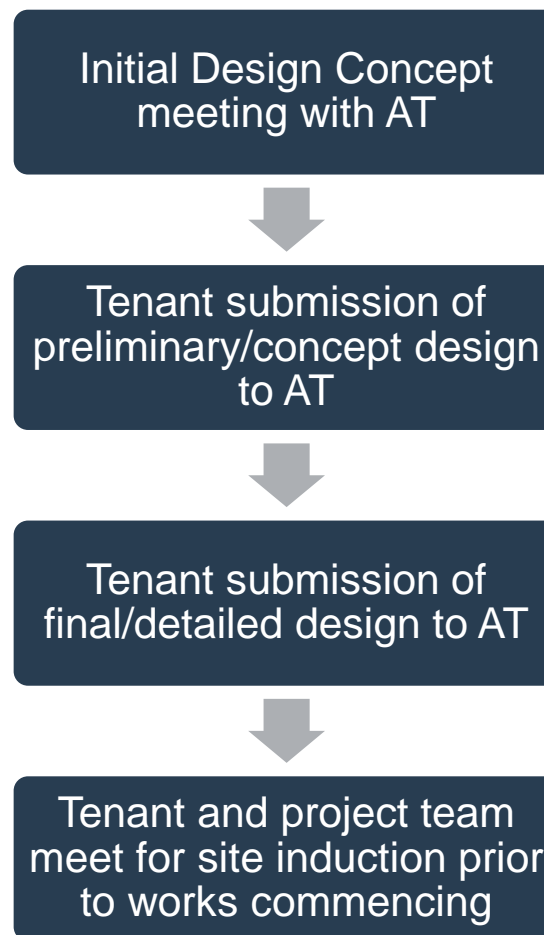 Initial Design Concept
meeting with AT
Tenant submission of
preliminary/concept design
to AT
Tenant submission of
final/detailed design to AT
Tenant and project team
meet for site induction prior
to works commencing